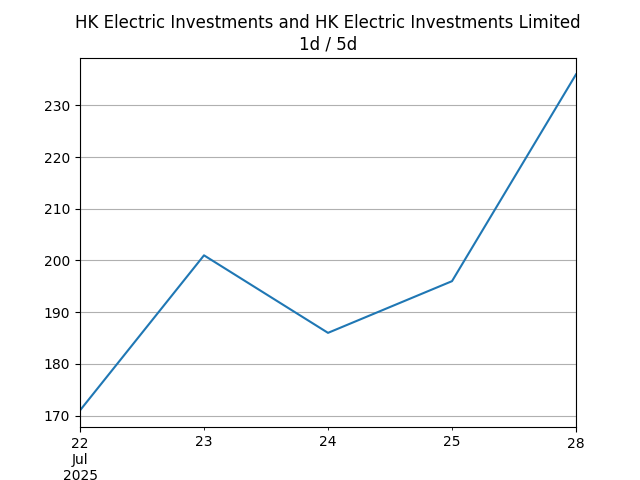 HK Electric Investments and HK Electric Investments Limited
1d / 5d
230
220
210
200
190
180
170
22 23 24 25 28
Jul
2025